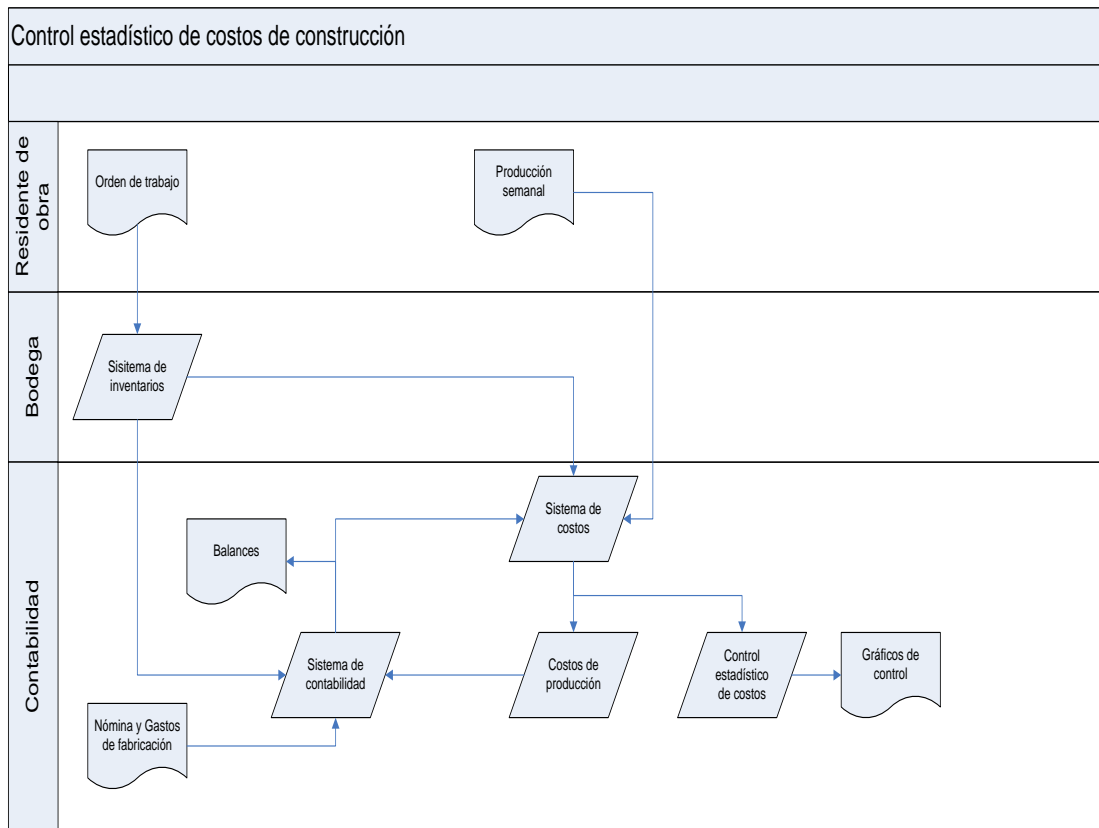 Control estadístico de costos de construcción
Residente de
obra
Orden de trabajo
Producción
semanal
Bodega
Sisitema de
inventarios
Contabilidad
Sistema de
costos
Balances
Sistema de
contabilidad
Costos de
producción
Control
estadístico
de costos
Gráficos de
control
Nómina y Gastos
de fabricación